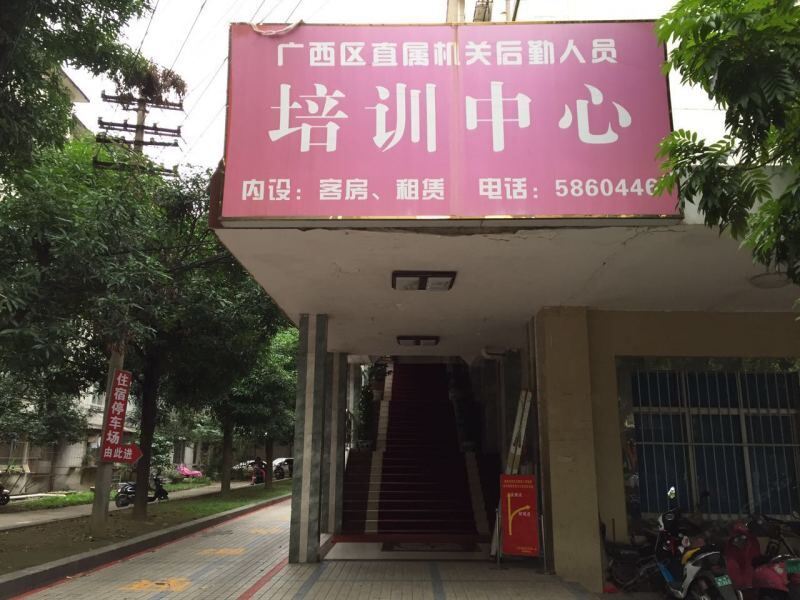 广西区直属机关后勤人员
培训中心
内设：客房、租赁 电话：5860446
住宿停车场
由此进